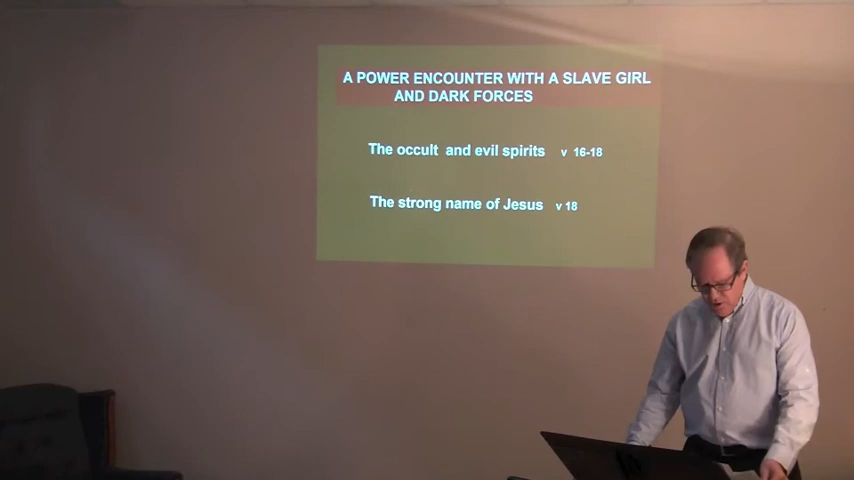 A POWER ENCOUNTER WITH A SLAVE GIRL
AND DARK FORCES
The occult and evil spirits v 16-18
The strong name of Jesus v 18